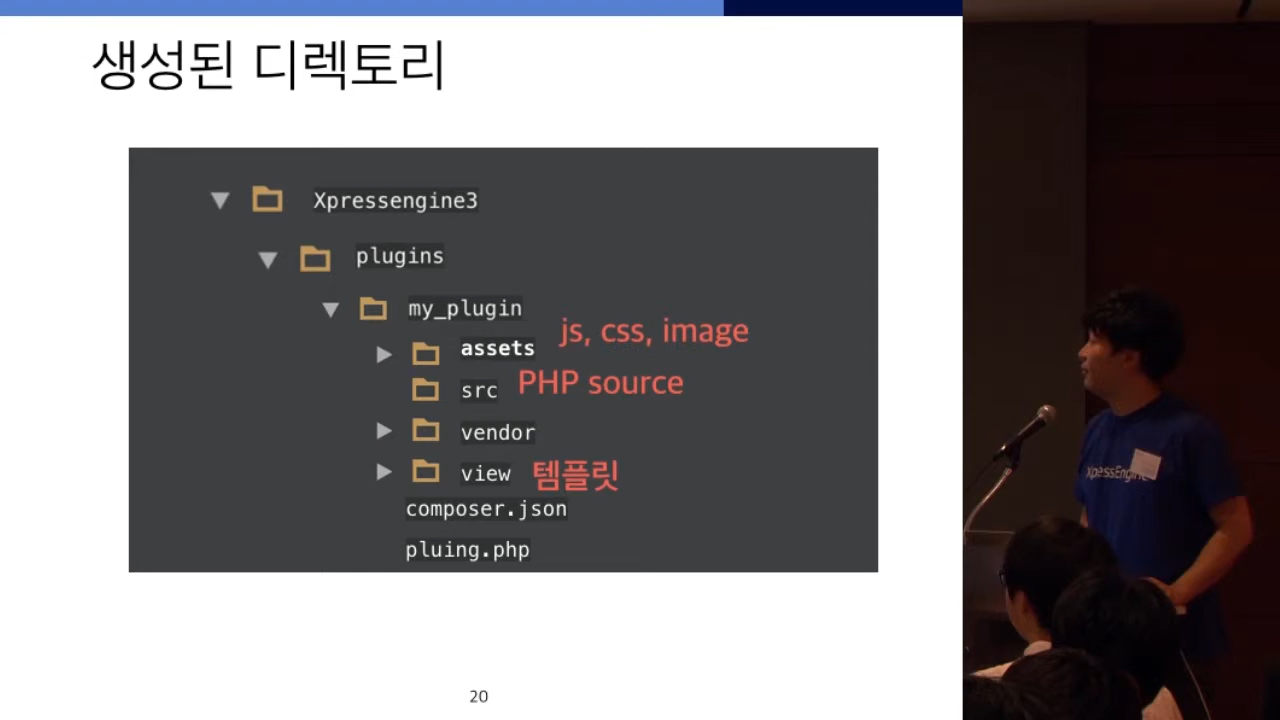 생성된 디렉토리
Xpressengine3
plugins
my_plugin
assets js, css, image
src PHP source
vendor
view 템플릿
composer.json
pluing.php
20
XpressEngine